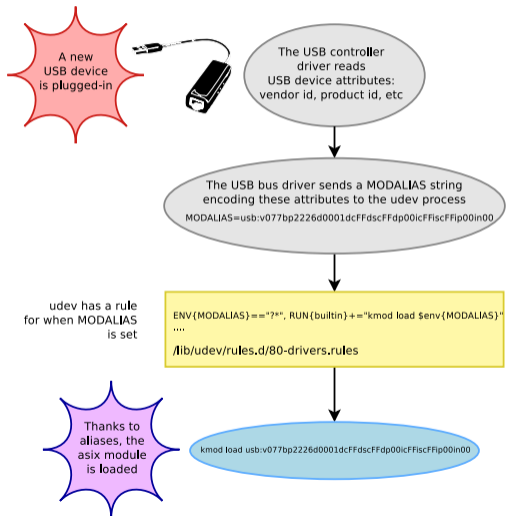 A new
USB device
is plugged-in
The USB controller
driver reads
USB device attributes:
vendor id, product id, etc
The USB bus driver sends a MODALIAS string
encoding these attributes to the udev process
MODALIAS=usb:v077bp2226d0001dcFFdscFFdp00icFFiscFFip00in00
udev has a rule
for when MODALIAS
is set
ENV{MODALIAS}=="?*", RUN{builtin}+="kmod load $env{MODALIAS}"
....
/lib/udev/rules.d/80-drivers.rules
Thanks to
aliases, the
asix module
is loaded
kmod load usb:v077bp2226d0001dcFFdscFFdp00icFFiscFFip00in00